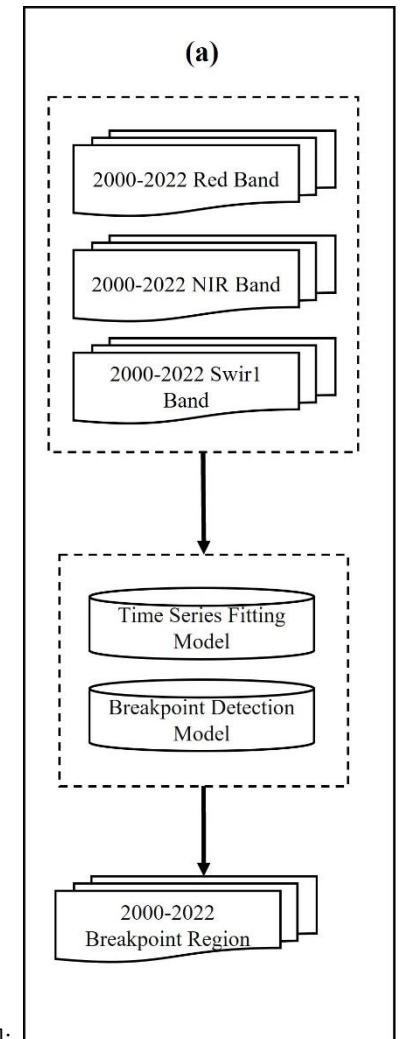 (a)
2000-2022 Red Band
2000-2022 NIR Band
2000-2022 Swir1
Band
Time Series Fitting
Model
Breakpoint Detection
Model
2000-2022
Breakpoint Region